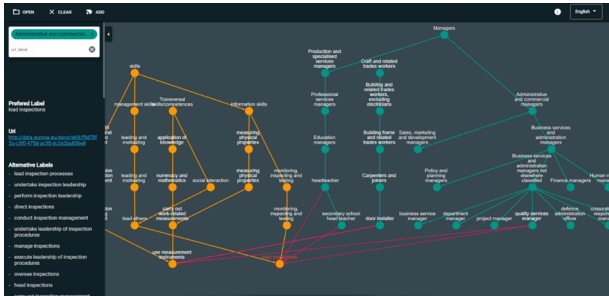 OPEN
CLEAR
ADD
English
Administrative and commercial...
uri, label...
Prefered Label
lead inspections
Uri
Alternative Labels
- lead inspection processes
- undertake inspection leadership
- perform inspection leadership
- direct inspections
- conduct inspection management
- undertake leadership of inspection
procedures
- manage inspections
- execute leadership of inspection
procedures
- oversee inspections
- head inspections
Managers
Production and
specialised
services
managers
Craft and related
trades workers
skills
Professional
services
managers
Building and
related trades
workers,
excluding
electricians
Administrative
and commercial
managers
management skills
Transversal
skills/competences
information skills
leading and
motivating
application of
knowledge
measuring
physical
properties
Education
managers
Building frame
and related
trades workers
Sales, marketing
and development
managers
Business services
and
administration
managers
leading and
motivating
numeracy and
mathematics
social interaction
measuring
physical
properties
monitoring,
inspecting and
testing
headteacher
Carpenters and
joiners
Policy and
planning
managers
Business
services and
administration
managers not
elsewhere
classified
Finance managers
lead others
carry out
work-related
measurements
monitoring,
inspecting and
testing
secondary school
head teacher
door installer
business service
manager
department
manager
project manager
quality services
manager
defence
administration
officer
use measurement
instruments